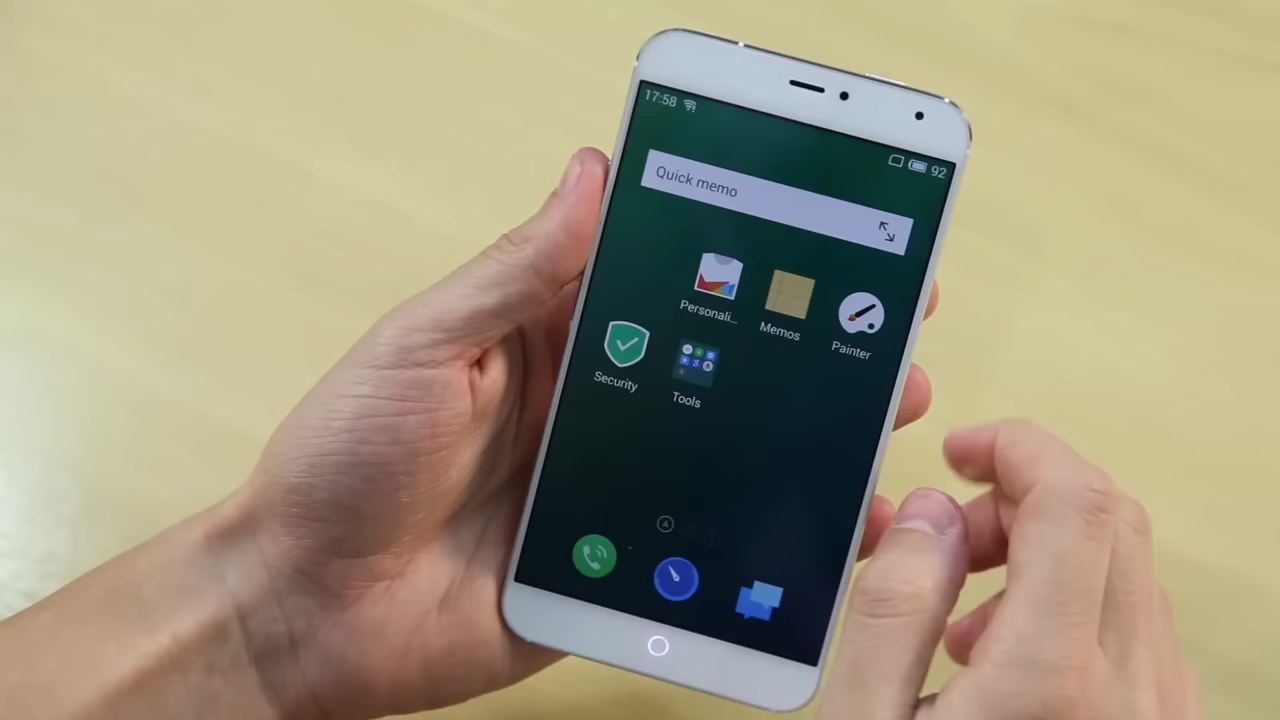 17:58
92
Quick memo
Personali...
Memos
Painter
Security
Tools
A